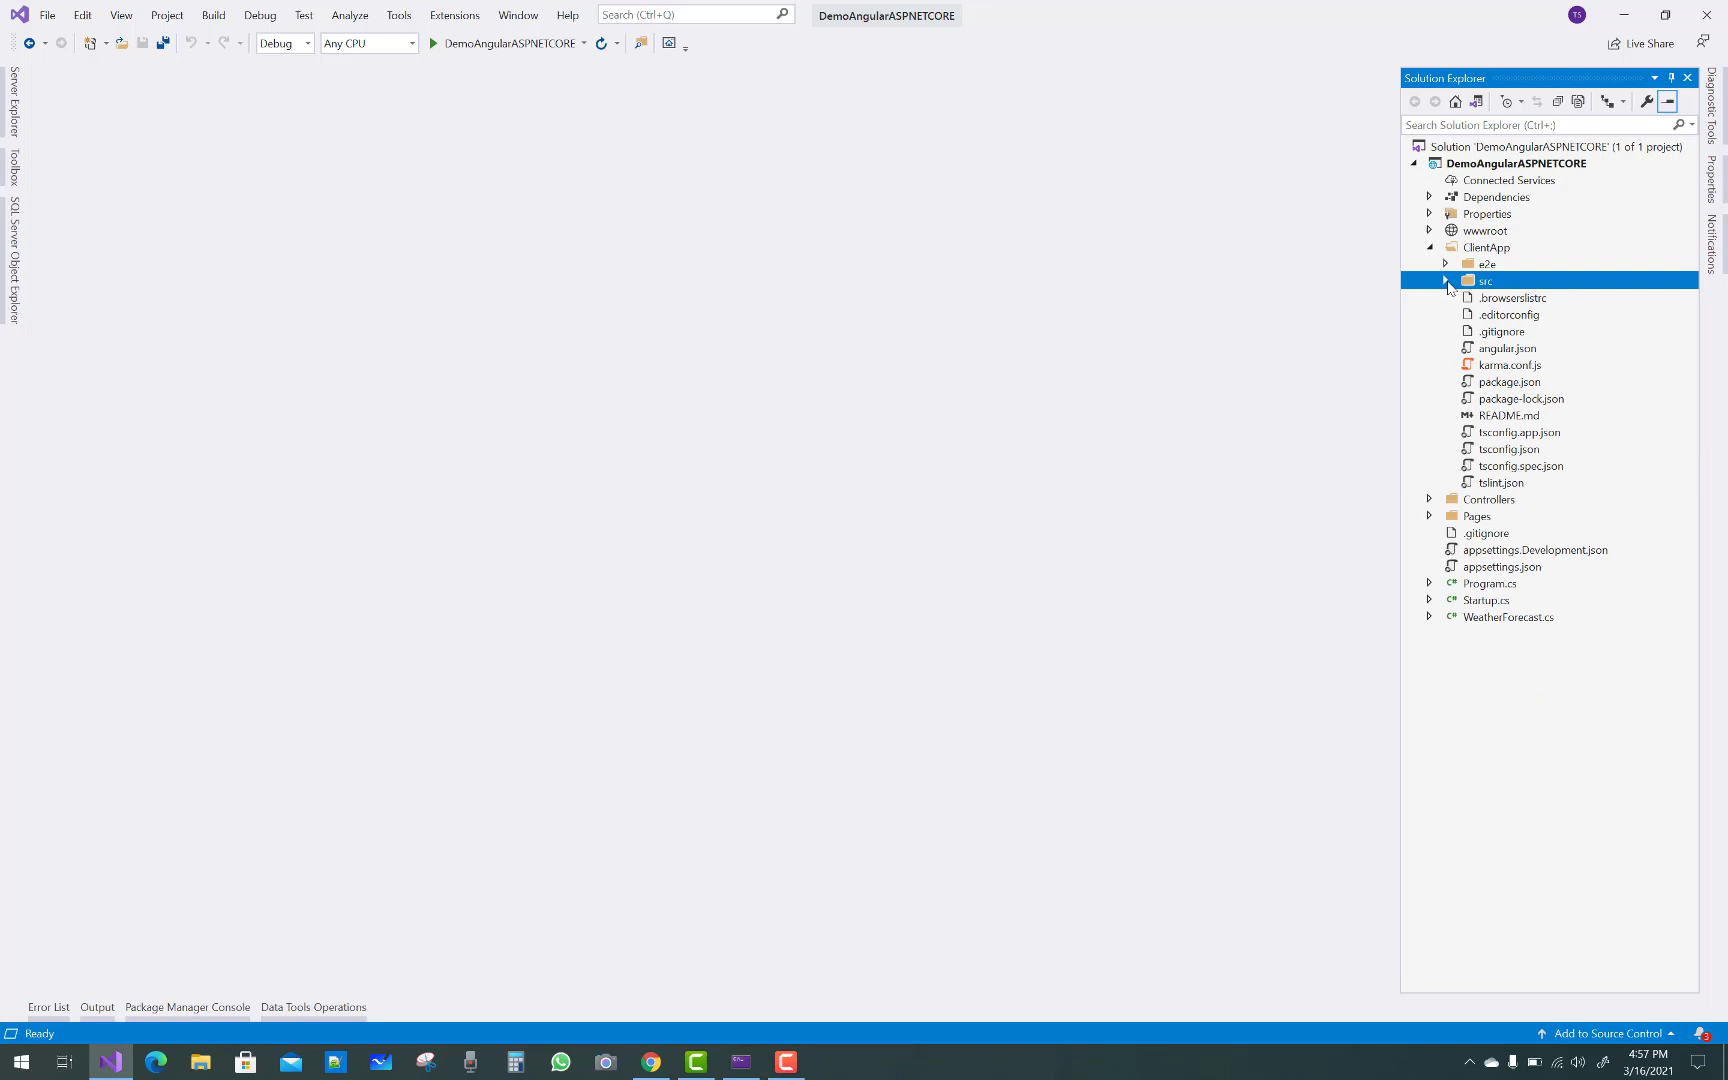 File Edit View Project Build Debug Test Analyze Tools Extensions Window Help Search (Ctrl+Q) DemoAngularASPNETCORE TS
Debug Any CPU DemoAngularASPNETCORE Live Share
Server Explorer
Toolbox
SQL Server Object Explorer
Solution Explorer
Search Solution Explorer (Ctrl+;)
Solution 'DemoAngularASPNETCORE' (1 of 1 project)
DemoAngularASPNETCORE
Connected Services
Dependencies
Properties
wwwroot
ClientApp
e2e
src
.browserslistrc
.editorconfig
.gitignore
angular.json
karma.conf.js
package.json
package-lock.json
README.md
tsconfig.app.json
tsconfig.json
tsconfig.spec.json
tslint.json
Controllers
Pages
.gitignore
appsettings.Development.json
appsettings.json
C# Program.cs
C# Startup.cs
C# WeatherForecast.cs
Diagnostic Tools
Properties
Notifications
Error List Output Package Manager Console Data Tools Operations
Ready Add to Source Control 3
4:57 PM
3/16/2021